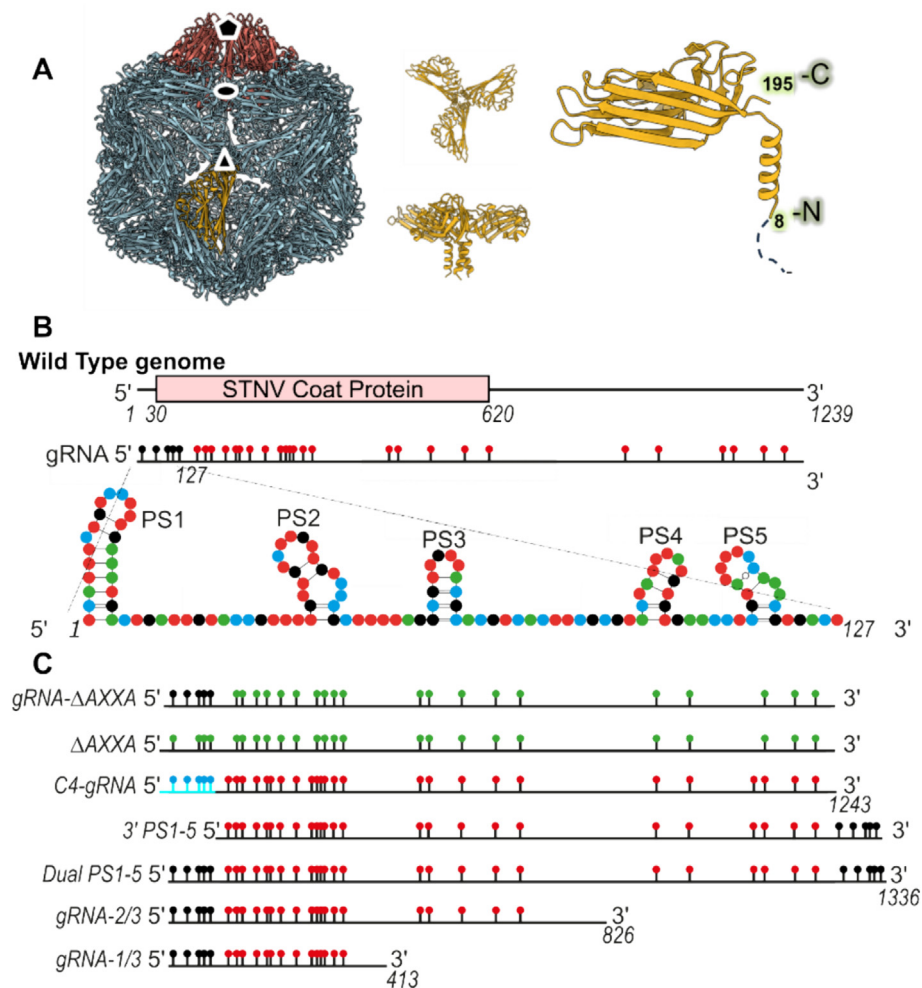 A
195 -C
8 -N
B
Wild Type genome
5' STNV Coat Protein 3'
1 30 620 1239
gRNA 5' 3'
127
PS1 PS2 PS3 PS4 PS5
5' 1 127 3'
C
gRNA-ΔAXXA 5' 3'
ΔAXXA 5' 3'
C4-gRNA 5' 3'
1243
3' PS1-5 5' 3'
Dual PS1-5 5' 3'
1336
gRNA-2/3 5' 3'
826
gRNA-1/3 5' 3'
413